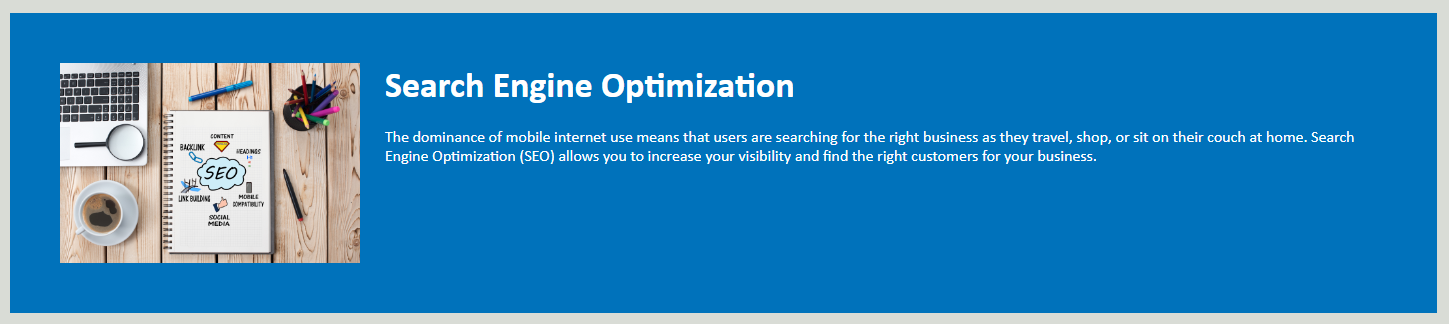 Search Engine Optimization
The dominance of mobile internet use means that users are searching for the right business as they travel, shop, or sit on their couch at home. Search
Engine Optimization (SEO) allows you to increase your visibility and find the right customers for your business.
CONTENT
BACKLINK
HEADINGS
SEO
LINK BUILDING
MOBILE
COMPATIBILITY
SOCIAL
MEDIA